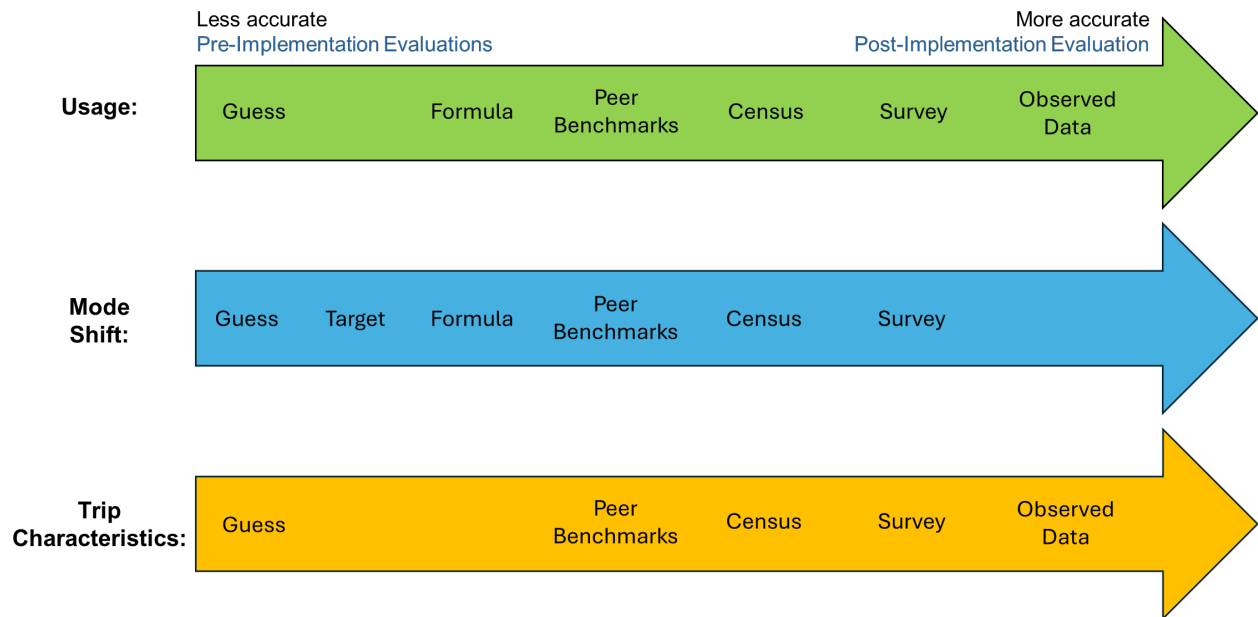 Less accurate
More accurate
Pre-Implementation Evaluations
Post-Implementation Evaluation
Usage:
Guess
Formula
Peer
Benchmarks
Census
Survey
Observed
Data
Mode
Shift:
Guess
Target
Formula
Peer
Benchmarks
Census
Survey
Trip
Characteristics:
Guess
Peer
Benchmarks
Census
Survey
Observed
Data